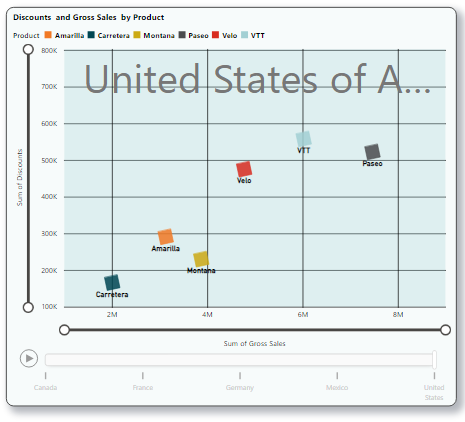 Discounts and Gross Sales by Product
Product Amarilla Carretera Montana Paseo Velo VTT
United States of A...
800K
700K
600K
500K
400K
300K
200K
100K
Sum of Discounts
VTT
Paseo
Velo
Amarilla
Montana
Carretera
2M 4M 6M 8M
Sum of Gross Sales
Canada France Germany Mexico United
States